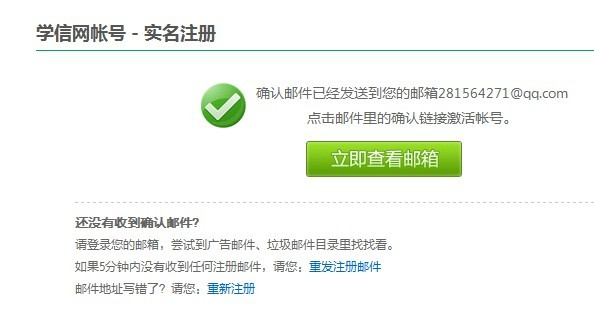 学信网帐号 - 实名注册
确认邮件已经发送到您的邮箱281564271@qq.com
点击邮件里的确认链接激活帐号。
立即查看邮箱
还没有收到确认邮件?
请登录您的邮箱，尝试到广告邮件、垃圾邮件目录里找找看。
如果5分钟内没有收到任何注册邮件，请您：重发注册邮件
邮件地址写错了？请您：重新注册